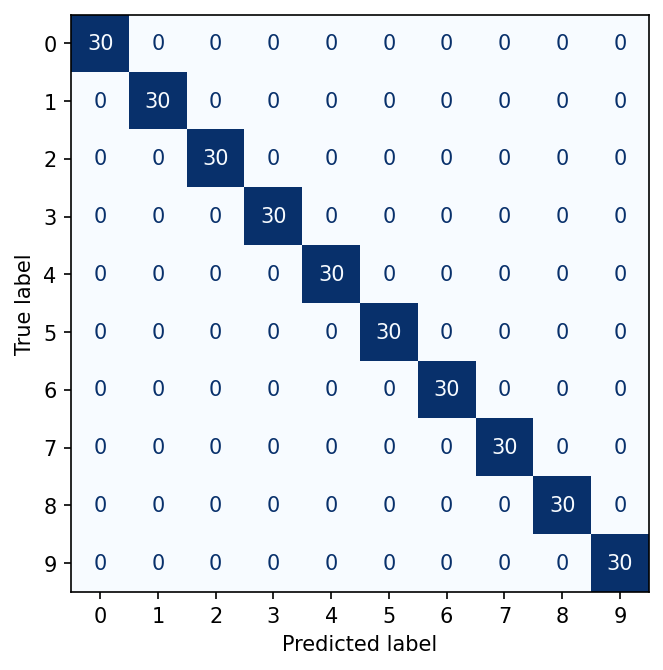 0 30 0 0 0 0 0 0 0 0 0
1 0 30 0 0 0 0 0 0 0 0
2 0 0 30 0 0 0 0 0 0 0
3 0 0 0 30 0 0 0 0 0 0
4 0 0 0 0 30 0 0 0 0 0
5 0 0 0 0 0 30 0 0 0 0
6 0 0 0 0 0 0 30 0 0 0
7 0 0 0 0 0 0 0 30 0 0
8 0 0 0 0 0 0 0 0 30 0
9 0 0 0 0 0 0 0 0 0 30
True label
0 1 2 3 4 5 6 7 8 9
Predicted label